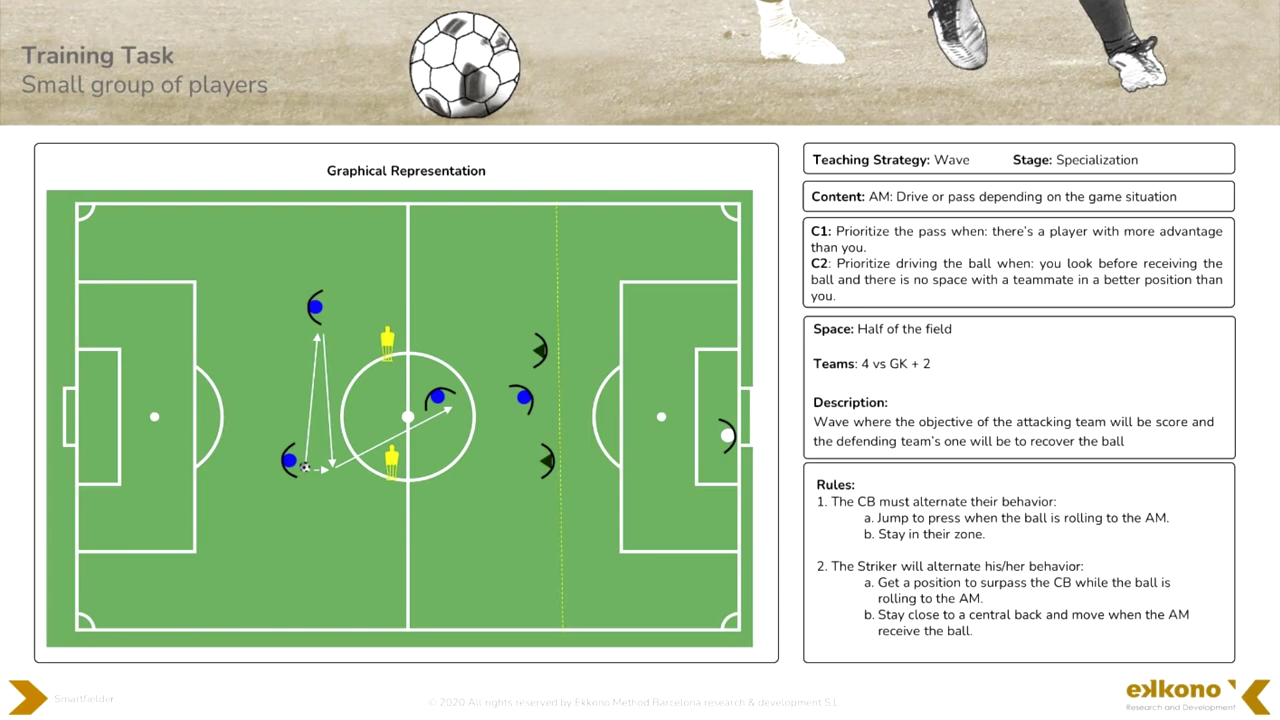 Training Task
Small group of players
Graphical Representation
Teaching Strategy: Wave Stage: Specialization
Content: AM: Drive or pass depending on the game situation
C1: Prioritize the pass when: there's a player with more advantage
than you.
C2: Prioritize driving the ball when: you look before receiving the
ball and there is no space with a teammate in a better position than
you.
Space: Half of the field
Teams: 4 vs GK + 2
Description:
Wave where the objective of the attacking team will be score and
the defending team's one will be to recover the ball
Rules:
1. The CB must alternate their behavior:
a. Jump to press when the ball is rolling to the AM.
b. Stay in their zone.
2. The Striker will alternate his/her behavior:
a. Get a position to surpass the CB while the ball is
rolling to the AM.
b. Stay close to a central back and move when the AM
receive the ball.
Smartfielder
© 2020 All rights reserved by Ekkono Method Barcelona research & development S.L
ekkono
Research and Development